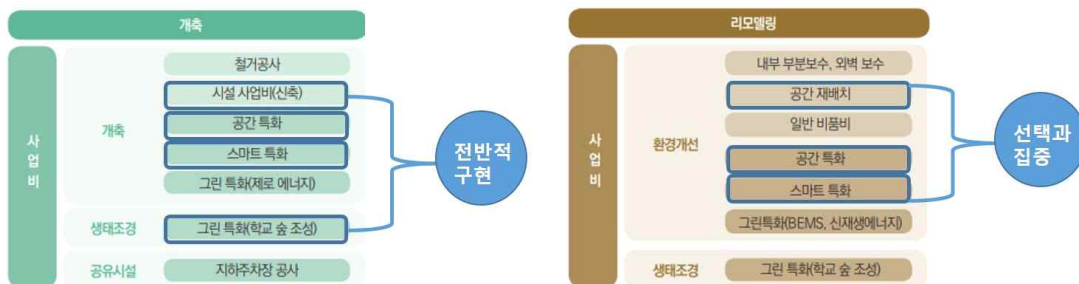 개축
사업비
개축
철거공사
시설 사업비(신축)
공간 특화
스마트 특화
그린 특화(제로 에너지)
생태조경
그린 특화(학교 숲 조성)
공유시설
지하주차장 공사
전반적
구현
리모델링
사업비
환경개선
내부 부분보수, 외벽 보수
공간 재배치
일반 비품비
공간 특화
스마트 특화
그린특화(BEMS, 신재생에너지)
생태조경
그린 특화(학교 숲 조성)
선택과
집중